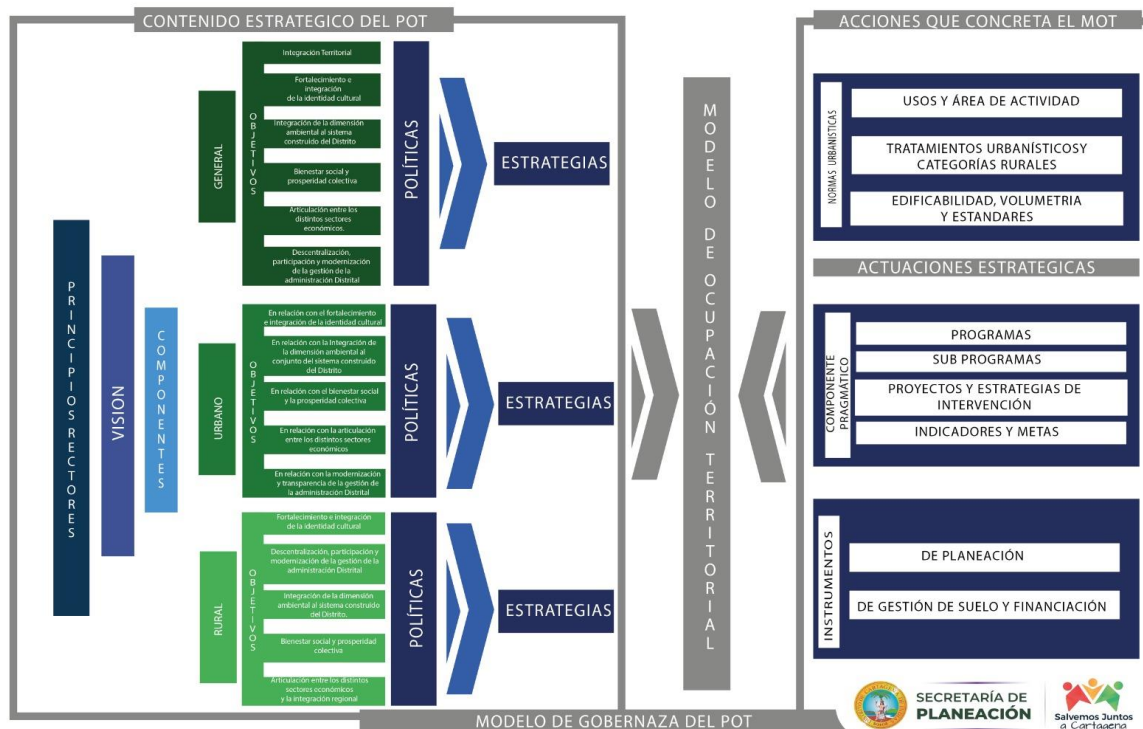 CONTENIDO ESTRATEGICO DEL POT
PRINCIPIOS RECTORES
VISION
COMPONENTES
GENERAL
OBJETIVOS
Integración Territorial
Fortalecimiento e
integración
de la identidad cultural
Integración de la dimensión
ambiental al sistema
construido del Distrito
Bienestar social y
prosperidad colectiva
Articulación entre los
distintos sectores
económicos.
Descentralización,
participación y modernización
de la gestión de la
administración Distrital
POLÍTICAS
ESTRATEGIAS
URBANO
OBJETIVOS
En relación con el fortalecimiento
e integración de la identidad cultural
En relación con la Integración de
la dimensión ambiental al
conjunto del sistema construido
del Distrito
En relación con el bienestar social
y la prosperidad colectiva
En relación con la articulación
entre los distintos sectores
económicos
En relación con la modernización
y transparencia de la gestión de
la administración Distrital
POLÍTICAS
ESTRATEGIAS
RURAL
OBJETIVOS
Fortalecimiento e integración
de la identidad cultural
Descentralización, participación y
modernización de la gestión de la
administración Distrital
Integración de la dimensión
ambiental al sistema construido
del Distrito.
Bienestar social y prosperidad
colectiva
Articulación entre los distintos
sectores económicos
y la integración regional
POLÍTICAS
ESTRATEGIAS
MODELO DE OCUPACIÓN TERRITORIAL
ACCIONES QUE CONCRETA EL MOT
NORMAS URBANISTICAS
USOS Y ÁREA DE ACTIVIDAD
TRATAMIENTOS URBANÍSTICOSY
CATEGORÍAS RURALES
EDIFICABILIDAD, VOLUMETRIA
Y ESTANDARES
ACTUACIONES ESTRATEGICAS
COMPONENTE
PRAGMÁTICO
PROGRAMAS
SUB PROGRAMAS
PROYECTOS Y ESTRATEGIAS DE
INTERVENCIÓN
INDICADORES Y METAS
INSTRUMENTOS
DE PLANEACIÓN
DE GESTIÓN DE SUELO Y FINANCIACIÓN
MODELO DE GOBERNAZA DEL POT
SECRETARÍA DE
PLANEACIÓN
Salvemos Juntos
a Cartagena